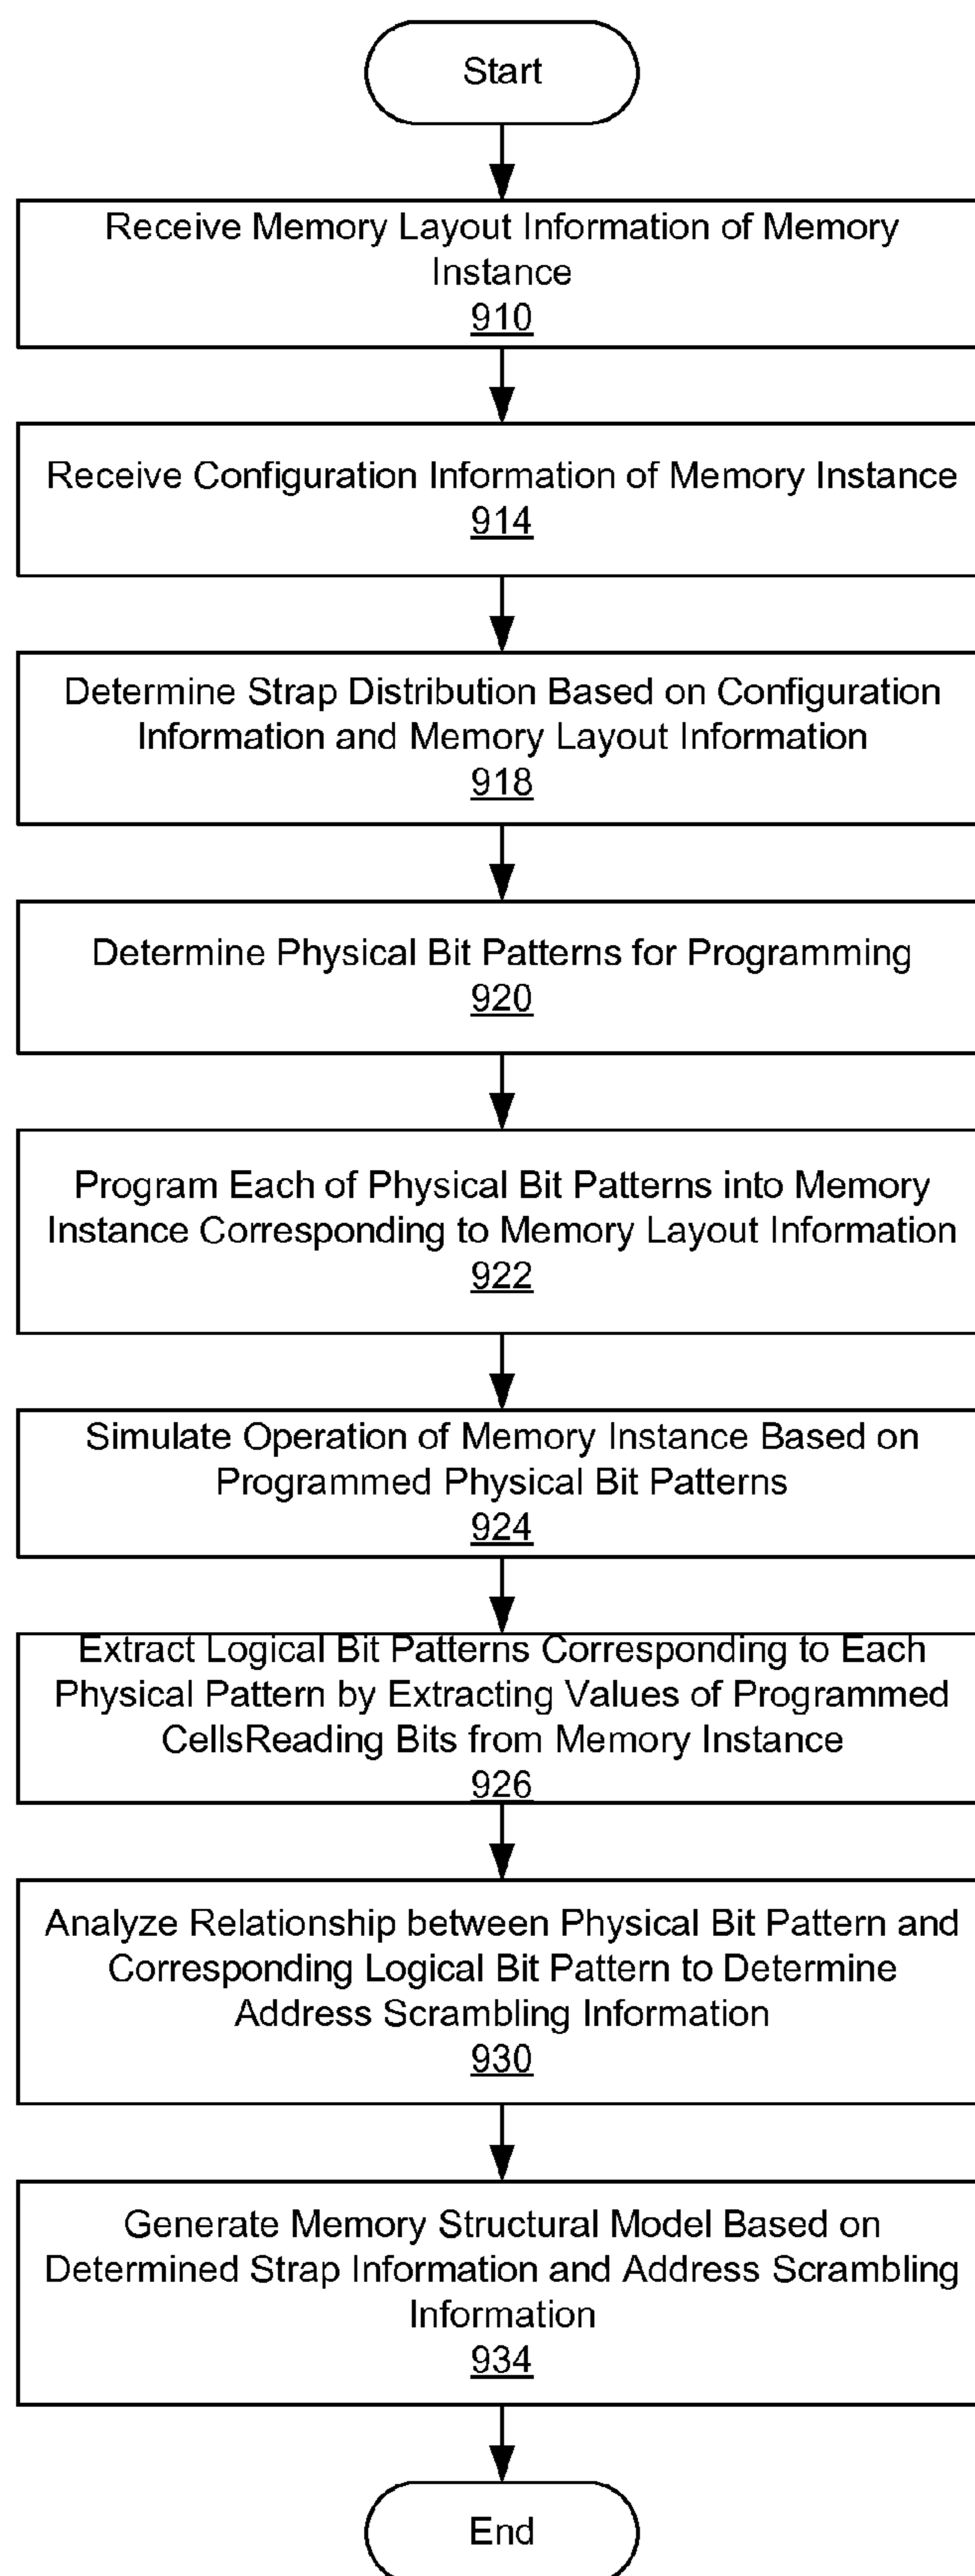 Start
Receive Memory Layout Information of Memory
Instance
910
Receive Configuration Information of Memory Instance
914
Determine Strap Distribution Based on Configuration
Information and Memory Layout Information
918
Determine Physical Bit Patterns for Programming
920
Program Each of Physical Bit Patterns into Memory
Instance Corresponding to Memory Layout Information
922
Simulate Operation of Memory Instance Based on
Programmed Physical Bit Patterns
924
Extract Logical Bit Patterns Corresponding to Each
Physical Pattern by Extracting Values of Programmed
CellsReading Bits from Memory Instance
926
Analyze Relationship between Physical Bit Pattern and
Corresponding Logical Bit Pattern to Determine
Address Scrambling Information
930
Generate Memory Structural Model Based on
Determined Strap Information and Address Scrambling
Information
934
End